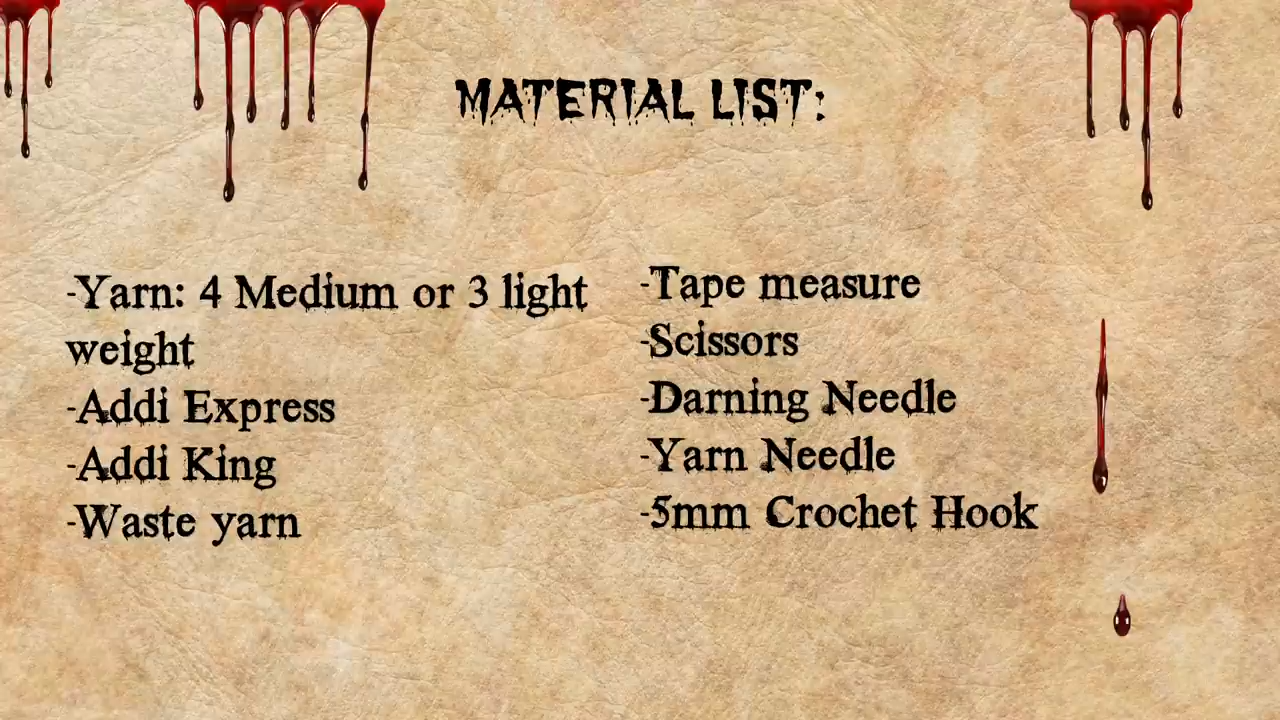 MATERIAL LIST:
-Yarn: 4 Medium or 3 light
weight
-Addi Express
-Addi King
-Waste yarn
-Tape measure
-Scissors
-Darning Needle
-Yarn Needle
-5mm Crochet Hook